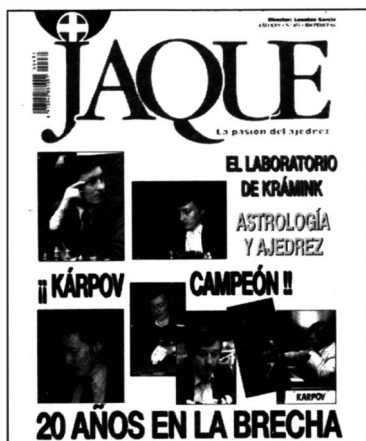 Director: Leontxo García
JAQUE
La pasión del ajedrez
EL LABORATORIO
DE KRÁMINK
ASTROLOGÍA
Y AJEDREZ
¡¡ KÁRPOV CAMPEÓN !!
KARPOV
20 AÑOS EN LA BRECHA